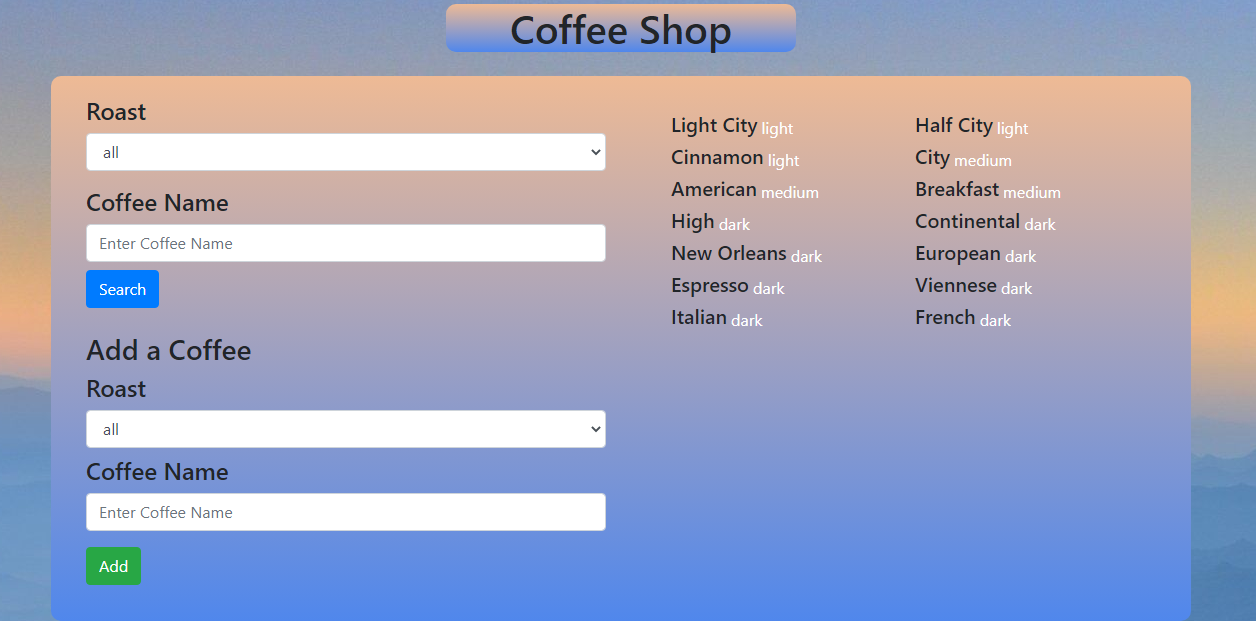 Coffee Shop
Roast
all
Coffee Name
Enter Coffee Name
Search
Add a Coffee
Roast
all
Coffee Name
Enter Coffee Name
Add
Light City light
Half City light
Cinnamon light
City medium
American medium
Breakfast medium
High dark
Continental dark
New Orleans dark
European dark
Espresso dark
Viennese dark
Italian dark
French dark